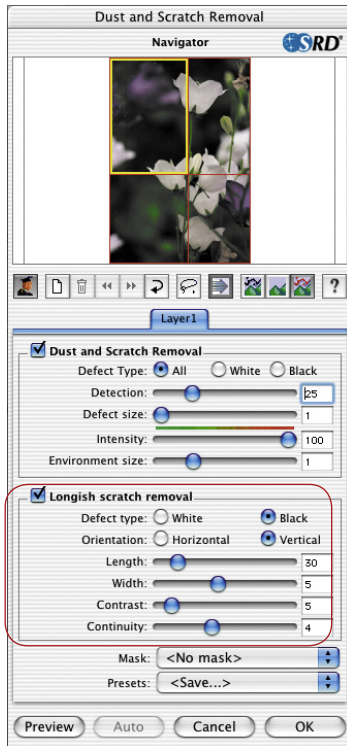 Dust and Scratch Removal
Navigator SRD
?
Layer1
Dust and Scratch Removal
Defect Type: All White Black
Detection: 25
Defect size: 1
Intensity: 100
Environment size: 1
Longish scratch removal
Defect type: White Black
Orientation: Horizontal Vertical
Length: 30
Width: 5
Contrast: 5
Continuity: 4
Mask: <No mask>
Presets: <Save...>
Preview Auto Cancel OK